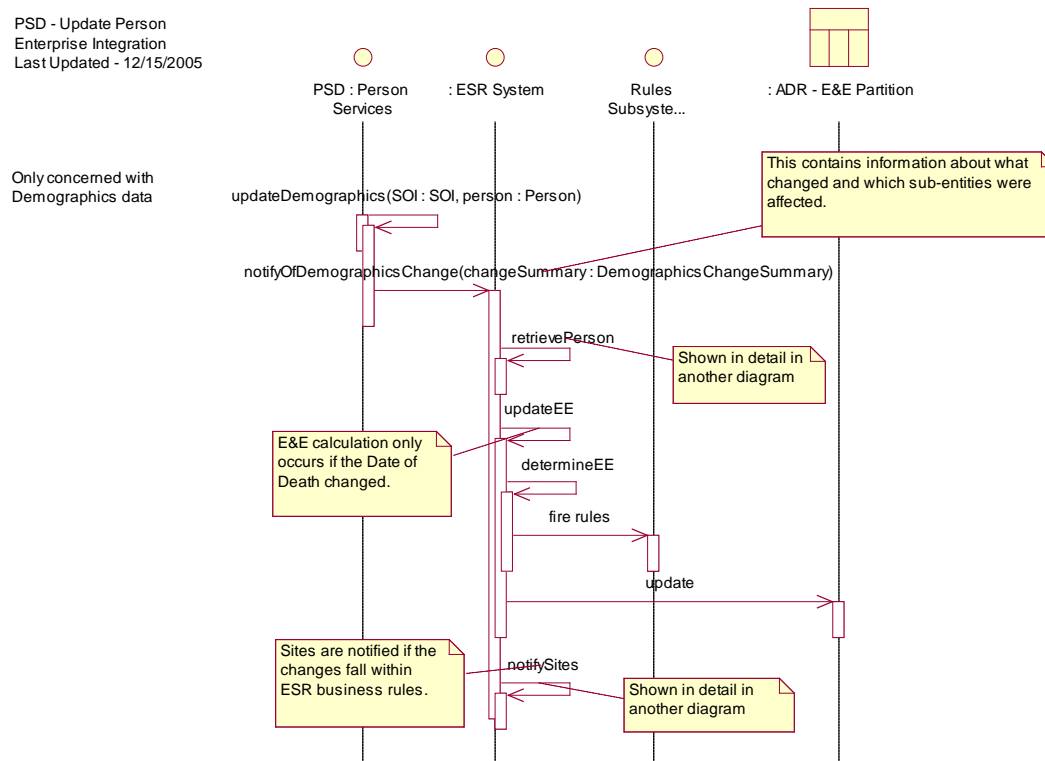 PSD - Update Person
Enterprise Integration
Last Updated - 12/15/2005
PSD : Person
Services
: ESR System
Rules
Subsyste...
: ADR - E&E Partition
Only concerned with
Demographics data
This contains information about what
changed and which sub-entities were
affected.
updateDemographics(SOI : SOI, person : Person)
notifyOfDemographicsChange(changeSummary : DemographicsChangeSummary)
retrievePerson
Shown in detail in
another diagram
updateEE
E&E calculation only
occurs if the Date of
Death changed.
determineEE
fire rules
update
Sites are notified if the
changes fall within
ESR business rules.
notifySites
Shown in detail in
another diagram